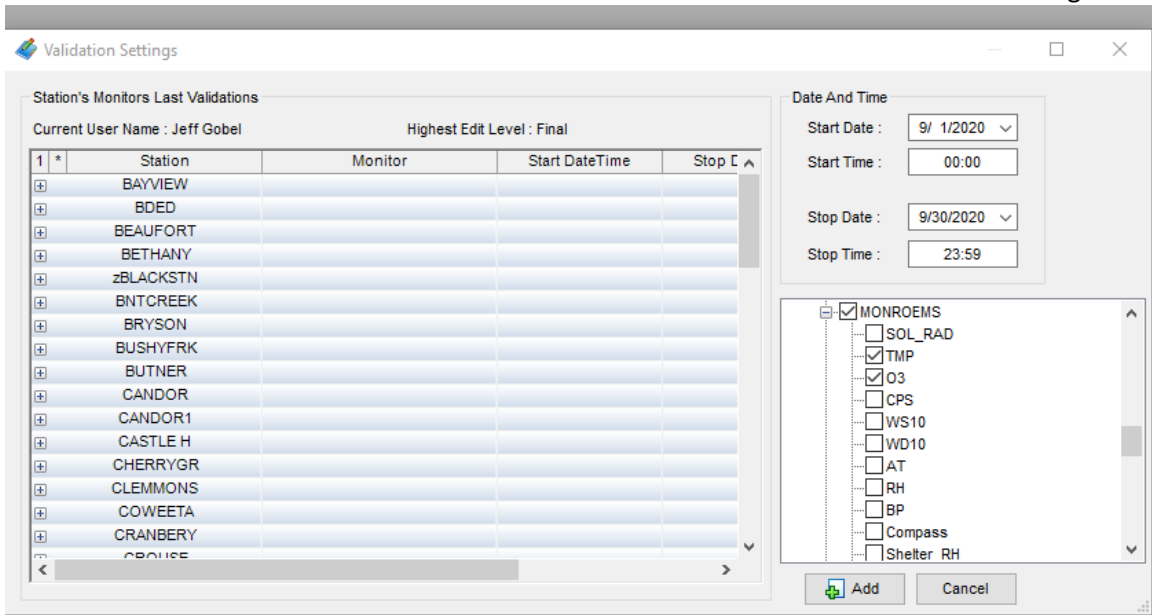 Validation Settings
Station's Monitors Last Validations
Current User Name : Jeff Gobel Highest Edit Level : Final
1 * Station Monitor Start DateTime Stop D
BAYVIEW
BDED
BEAUFORT
BETHANY
zBLACKSTN
BNTCREEK
BRYSON
BUSHYFRK
BUTNER
CANDOR
CANDOR1
CASTLE H
CHERRYGR
CLEMMONS
COWEETA
CRANBERY
CROUSE
Date And Time
Start Date : 9/ 1/2020
Start Time : 00:00
Stop Date : 9/30/2020
Stop Time : 23:59
MONROEMS
SOL_RAD
TMP
O3
CPS
WS10
WD10
AT
RH
BP
Compass
Shelter_RH
Add Cancel